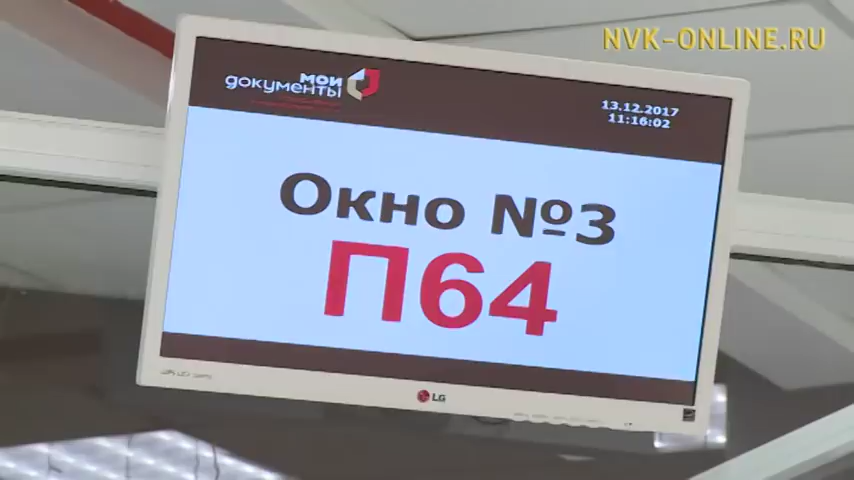 NVK-ONLINE.RU
мои
документы
13.12.2017
11:16:02
Окно №3
П64
LG